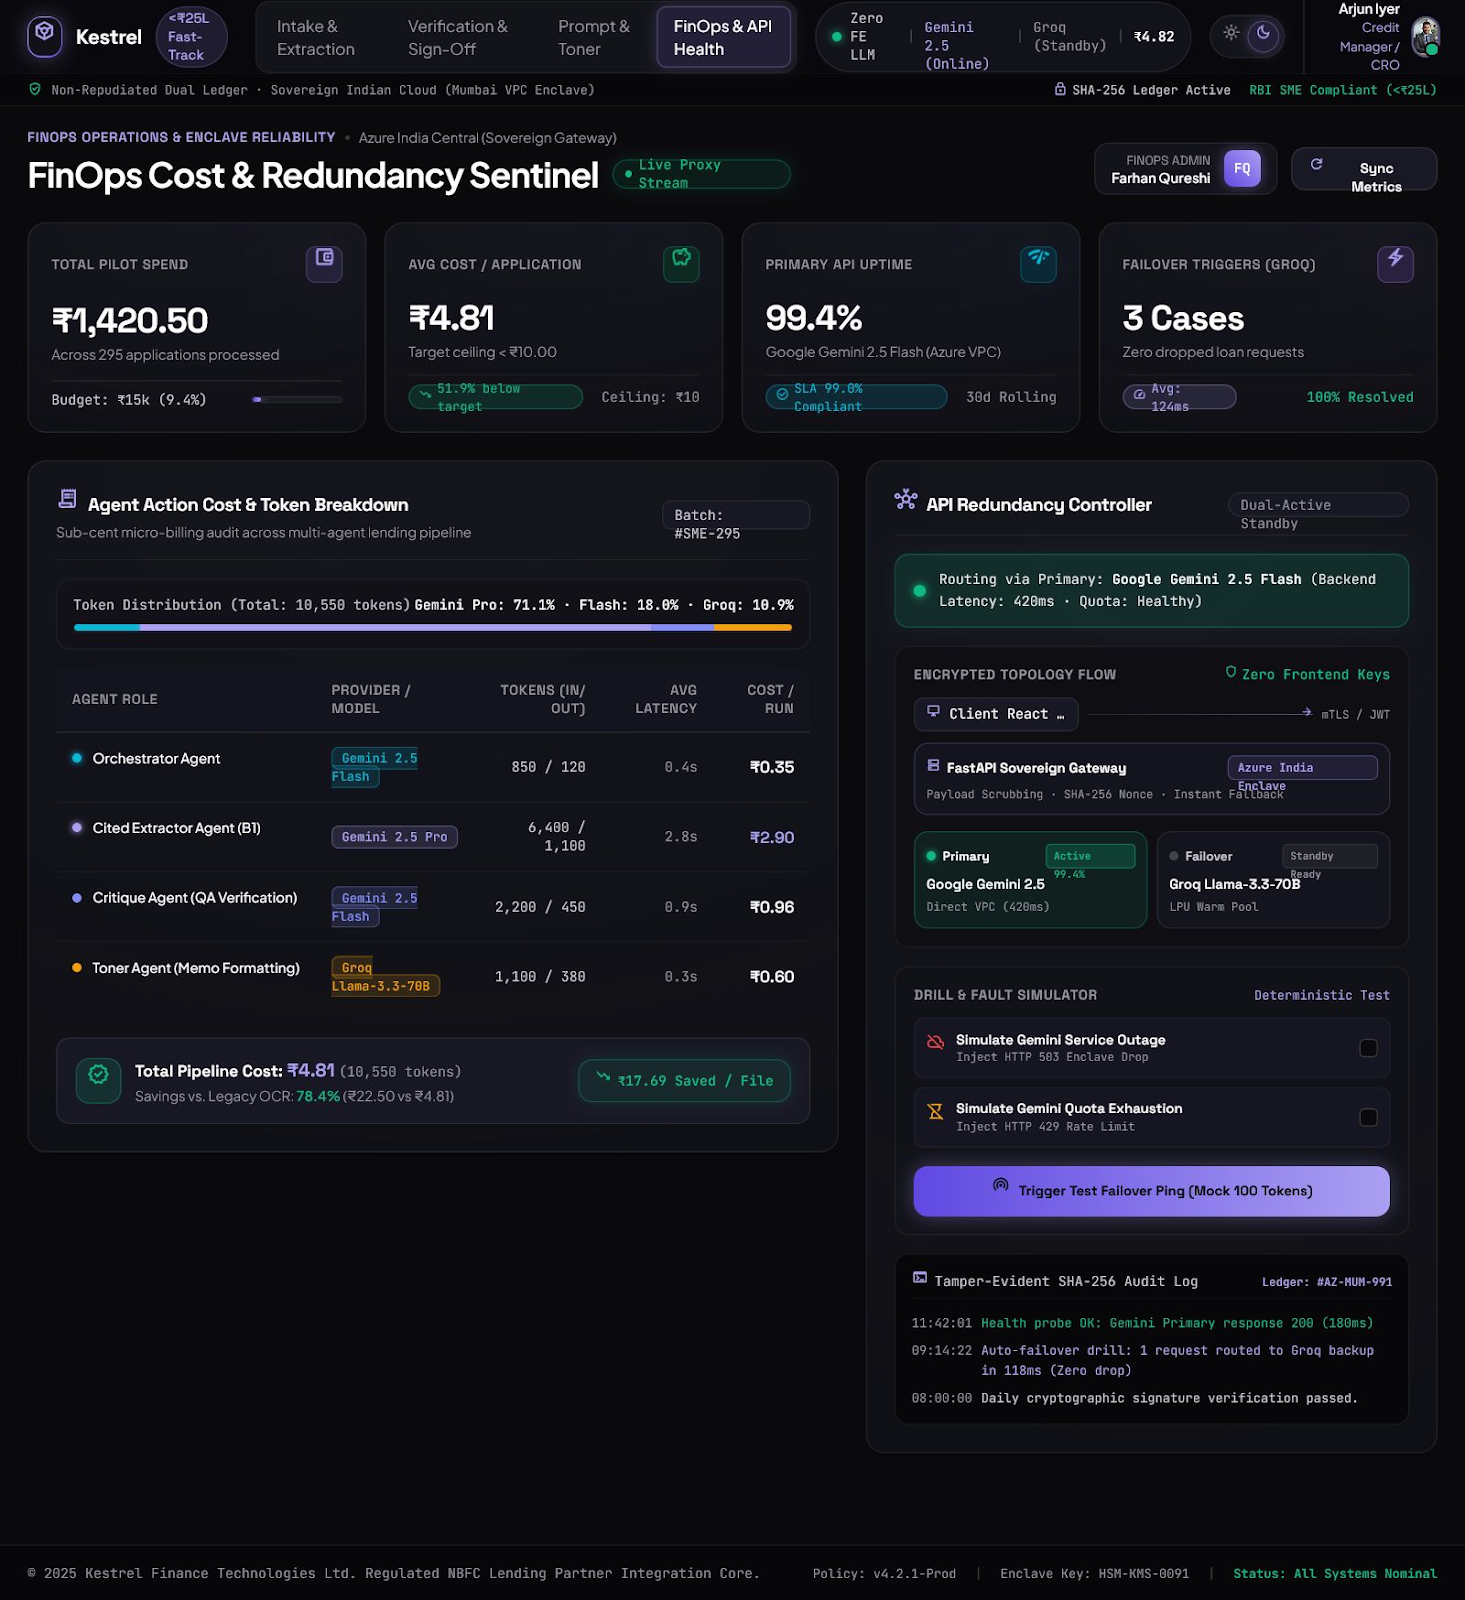 Kestrel
<₹25L
Fast-
Track
Intake &
Extraction
Verification &
Sign-Off
Prompt &
Toner
FinOps & API
Health
Zero
FE
LLM
Gemini
2.5
(Online)
Groq
(Standby)
₹4.82
Arjun Iyer
Credit
Manager /
CRO
Non-Repudiated Dual Ledger · Sovereign Indian Cloud (Mumbai VPC Enclave)
SHA-256 Ledger Active
RBI SME Compliant (<₹25L)
FINOPS OPERATIONS & ENCLAVE RELIABILITY • Azure India Central (Sovereign Gateway)
FinOps Cost & Redundancy Sentinel
Live Proxy
Stream
FINOPS ADMIN
Farhan Qureshi
FQ
Sync
Metrics
TOTAL PILOT SPEND
₹1,420.50
Across 295 applications processed
Budget: ₹15k (9.4%)
AVG COST / APPLICATION
₹4.81
Target ceiling < ₹10.00
51.9% below
target
Ceiling: ₹10
PRIMARY API UPTIME
99.4%
Google Gemini 2.5 Flash (Azure VPC)
SLA 99.0%
Compliant
30d Rolling
FAILOVER TRIGGERS (GROQ)
3 Cases
Zero dropped loan requests
Avg:
124ms
100% Resolved
Agent Action Cost & Token Breakdown
Sub-cent micro-billing audit across multi-agent lending pipeline
Batch:
#SME-295
Token Distribution (Total: 10,550 tokens) Gemini Pro: 71.1% · Flash: 18.0% · Groq: 10.9%
AGENT ROLE
PROVIDER /
MODEL
TOKENS (IN/
OUT)
AVG
LATENCY
COST /
RUN
Orchestrator Agent
Gemini 2.5
Flash
850 / 120
0.4s
₹0.35
Cited Extractor Agent (B1)
Gemini 2.5 Pro
6,400 /
1,100
2.8s
₹2.90
Critique Agent (QA Verification)
Gemini 2.5
Flash
2,200 / 450
0.9s
₹0.96
Toner Agent (Memo Formatting)
Groq
Llama-3.3-70B
1,100 / 380
0.3s
₹0.60
Total Pipeline Cost: ₹4.81 (10,550 tokens)
Savings vs. Legacy OCR: 78.4% (₹22.50 vs ₹4.81)
₹17.69 Saved / File
API Redundancy Controller
Dual-Active
Standby
Routing via Primary: Google Gemini 2.5 Flash (Backend
Latency: 420ms · Quota: Healthy)
ENCRYPTED TOPOLOGY FLOW
Zero Frontend Keys
Client React …
mTLS / JWT
FastAPI Sovereign Gateway
Azure India
Enclave
Payload Scrubbing · SHA-256 Nonce · Instant Fallback
Primary
Active
99.4%
Google Gemini 2.5
Direct VPC (420ms)
Failover
Standby
Ready
Groq Llama-3.3-70B
LPU Warm Pool
DRILL & FAULT SIMULATOR
Deterministic Test
Simulate Gemini Service Outage
Inject HTTP 503 Enclave Drop
Simulate Gemini Quota Exhaustion
Inject HTTP 429 Rate Limit
Trigger Test Failover Ping (Mock 100 Tokens)
Tamper-Evident SHA-256 Audit Log
Ledger: #AZ-MUM-991
11:42:01 Health probe OK: Gemini Primary response 200 (180ms)
09:14:22 Auto-failover drill: 1 request routed to Groq backup
in 118ms (Zero drop)
08:00:00 Daily cryptographic signature verification passed.
© 2025 Kestrel Finance Technologies Ltd. Regulated NBFC Lending Partner Integration Core.
Policy: v4.2.1-Prod | Enclave Key: HSM-KMS-0091 | Status: All Systems Nominal